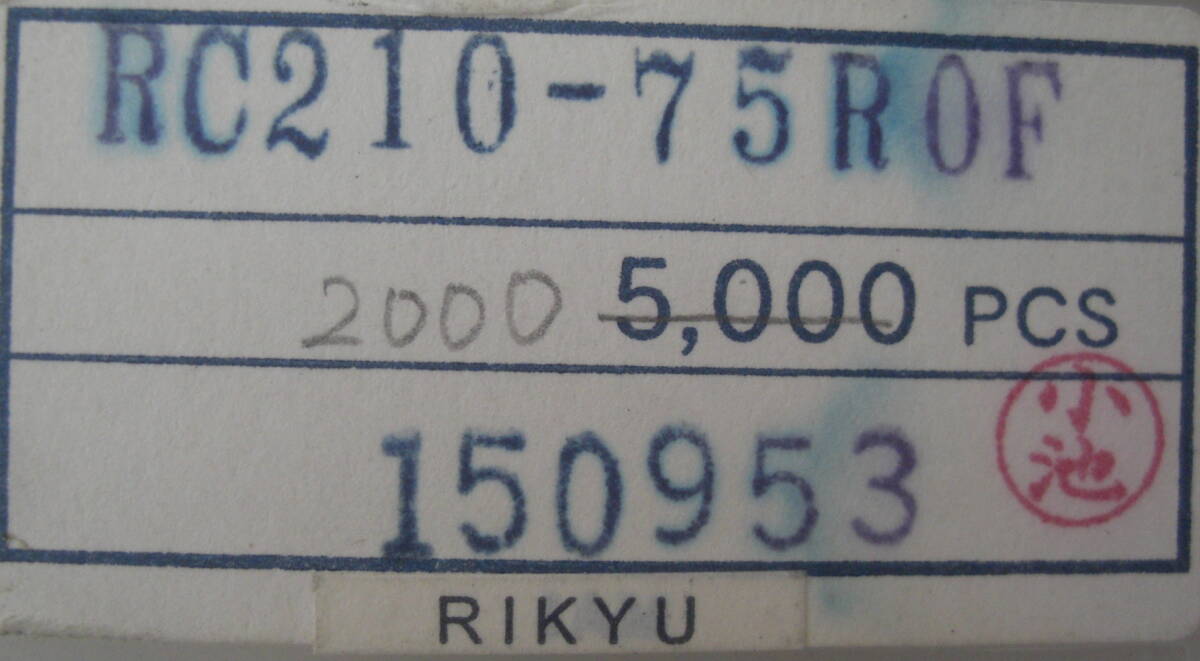 RC210-75R0F
2000 5,000 PCS
150953
小池
RIKYU